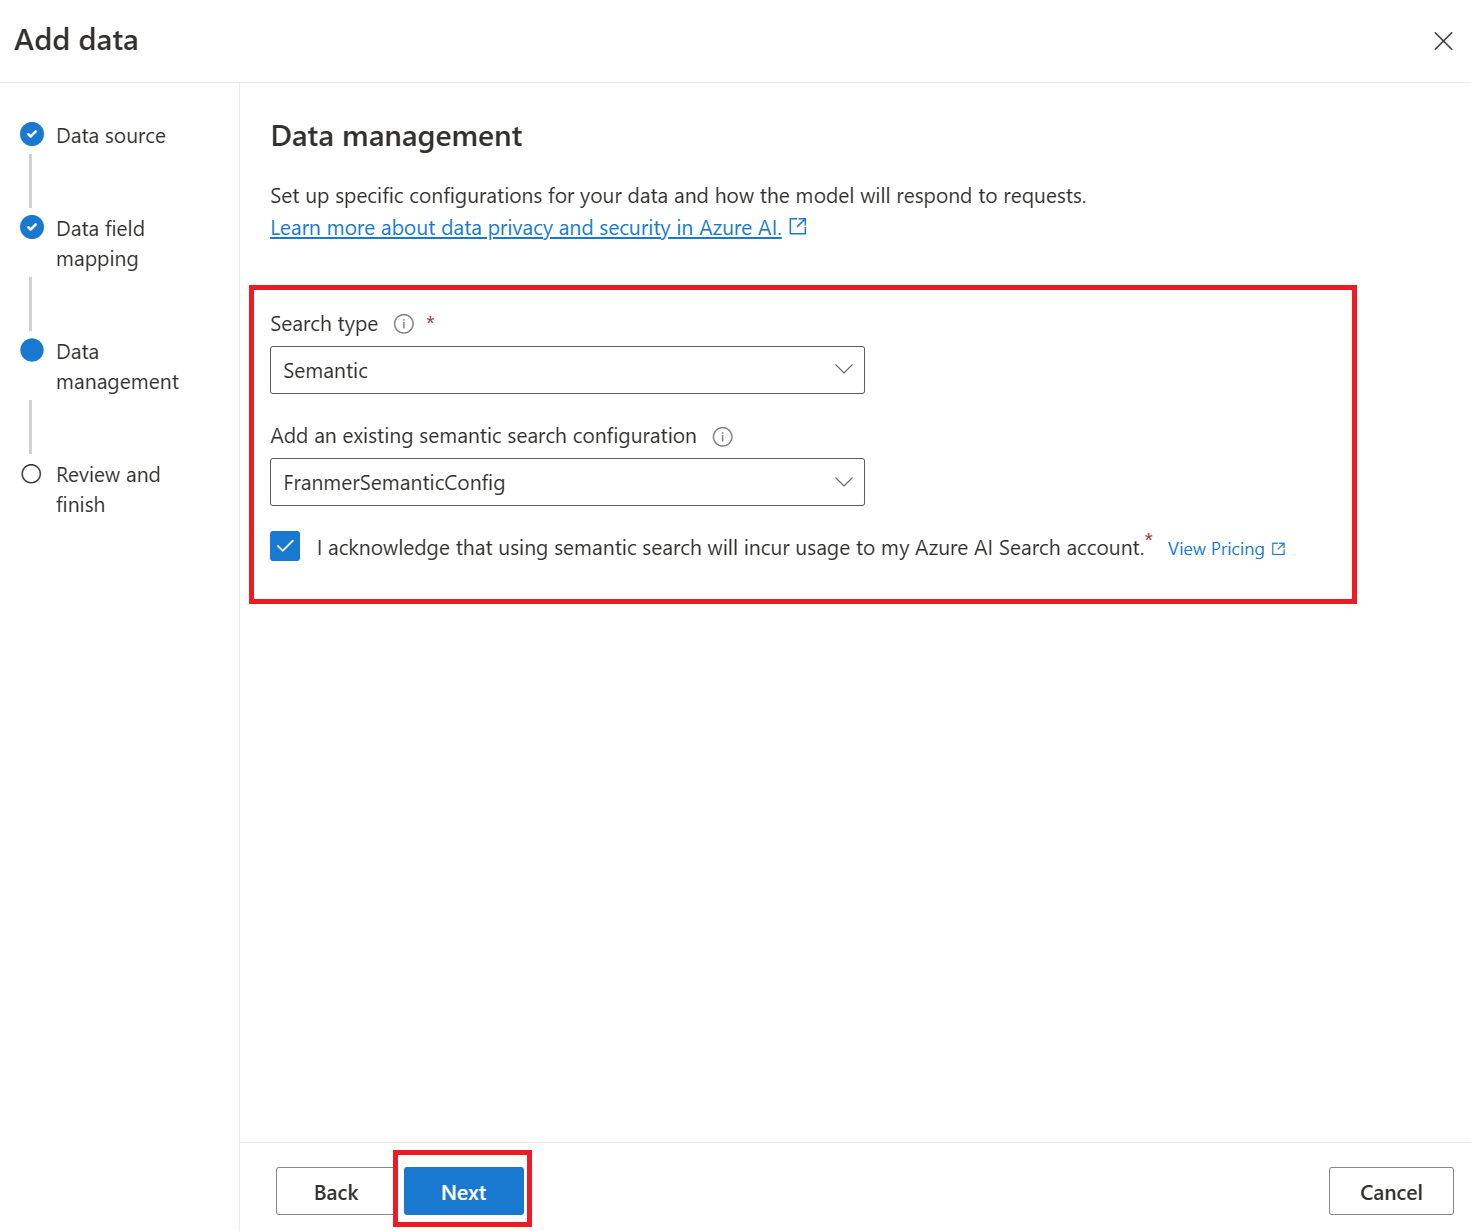 Add data
Data source
Data field
mapping
Data
management
Review and
finish
Data management
Set up specific configurations for your data and how the model will respond to requests.
Learn more about data privacy and security in Azure AI.
Search type *
Semantic
Add an existing semantic search configuration
FranmerSemanticConfig
I acknowledge that using semantic search will incur usage to my Azure AI Search account.* View Pricing
Back
Next
Cancel